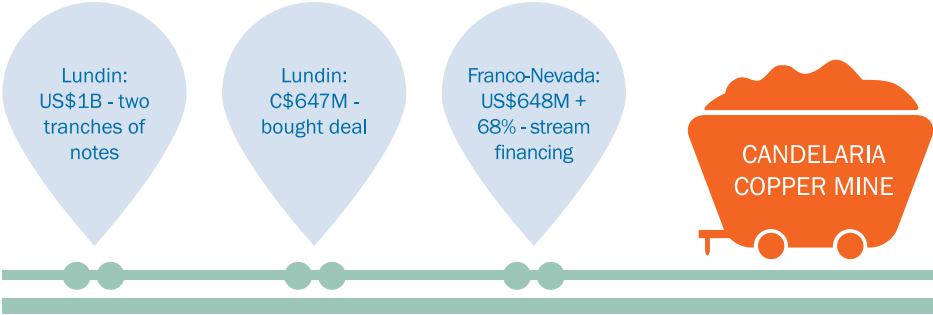 Lundin:
US$1B - two
tranches of
notes
Lundin:
C$647M -
bought deal
Franco-Nevada:
US$648M +
68% - stream
financing
CANDELARIA
COPPER MINE